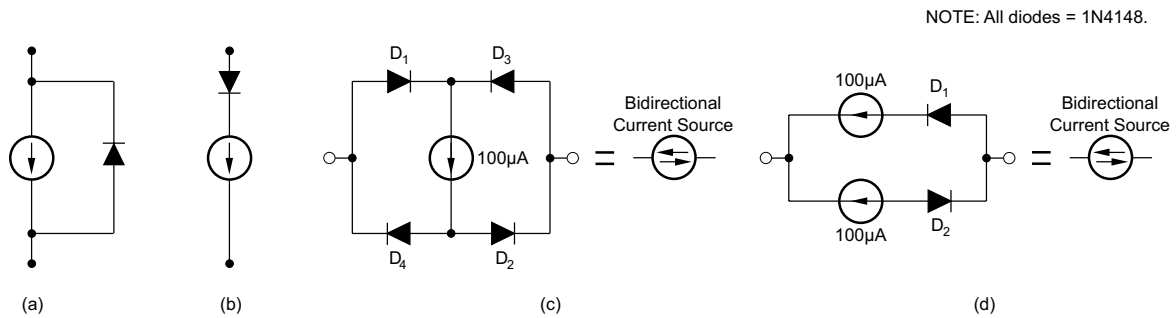 NOTE: All diodes = 1N4148.
D1
D3
100µA
D4
D2
Bidirectional
Current Source
=
100µA
D1
100µA
D2
Bidirectional
Current Source
=
(a)
(b)
(c)
(d)